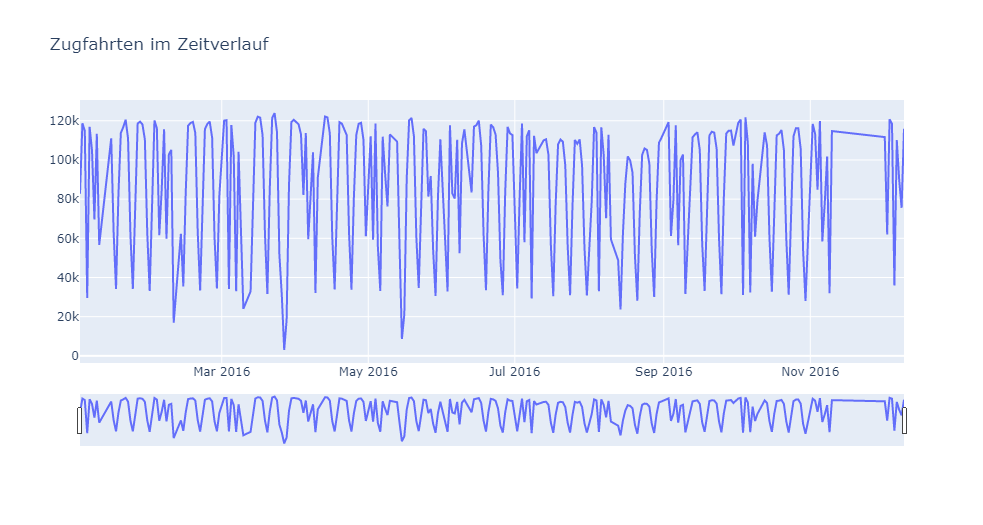 Zugfahrten im Zeitverlauf
120k
100k
80k
60k
40k
20k
0
Mar 2016 May 2016 Jul 2016 Sep 2016 Nov 2016